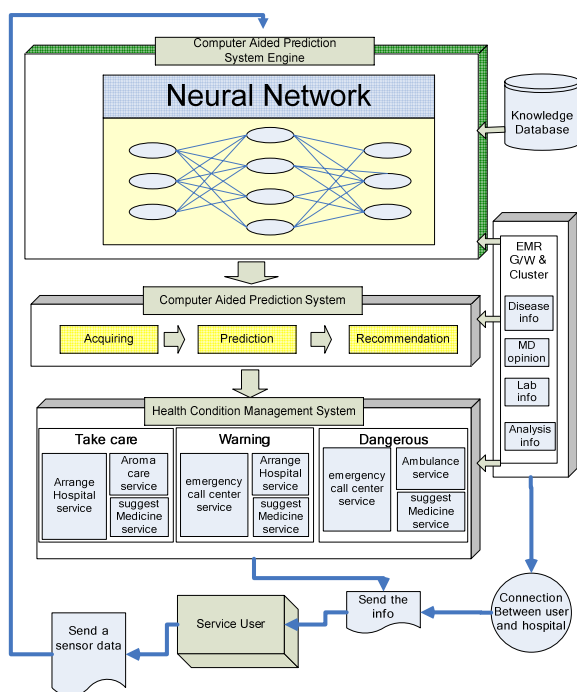 Computer Aided Prediction
System Engine
Neural Network
Knowledge
Database
EMR
G/W &
Cluster
Disease
info
MD
opinion
Lab
info
Analysis
info
Computer Aided Prediction System
Acquiring
Prediction
Recommendation
Health Condition Management System
Take care
Arrange
Hospital
service
Aroma
care
service
suggest
Medicine
service
Warning
emergency
call center
service
Arrange
Hospital
service
suggest
Medicine
service
Dangerous
emergency
call center
service
Ambulance
service
suggest
Medicine
service
Connection
Between user
and hospital
Send the
info
Service User
Send a
sensor data